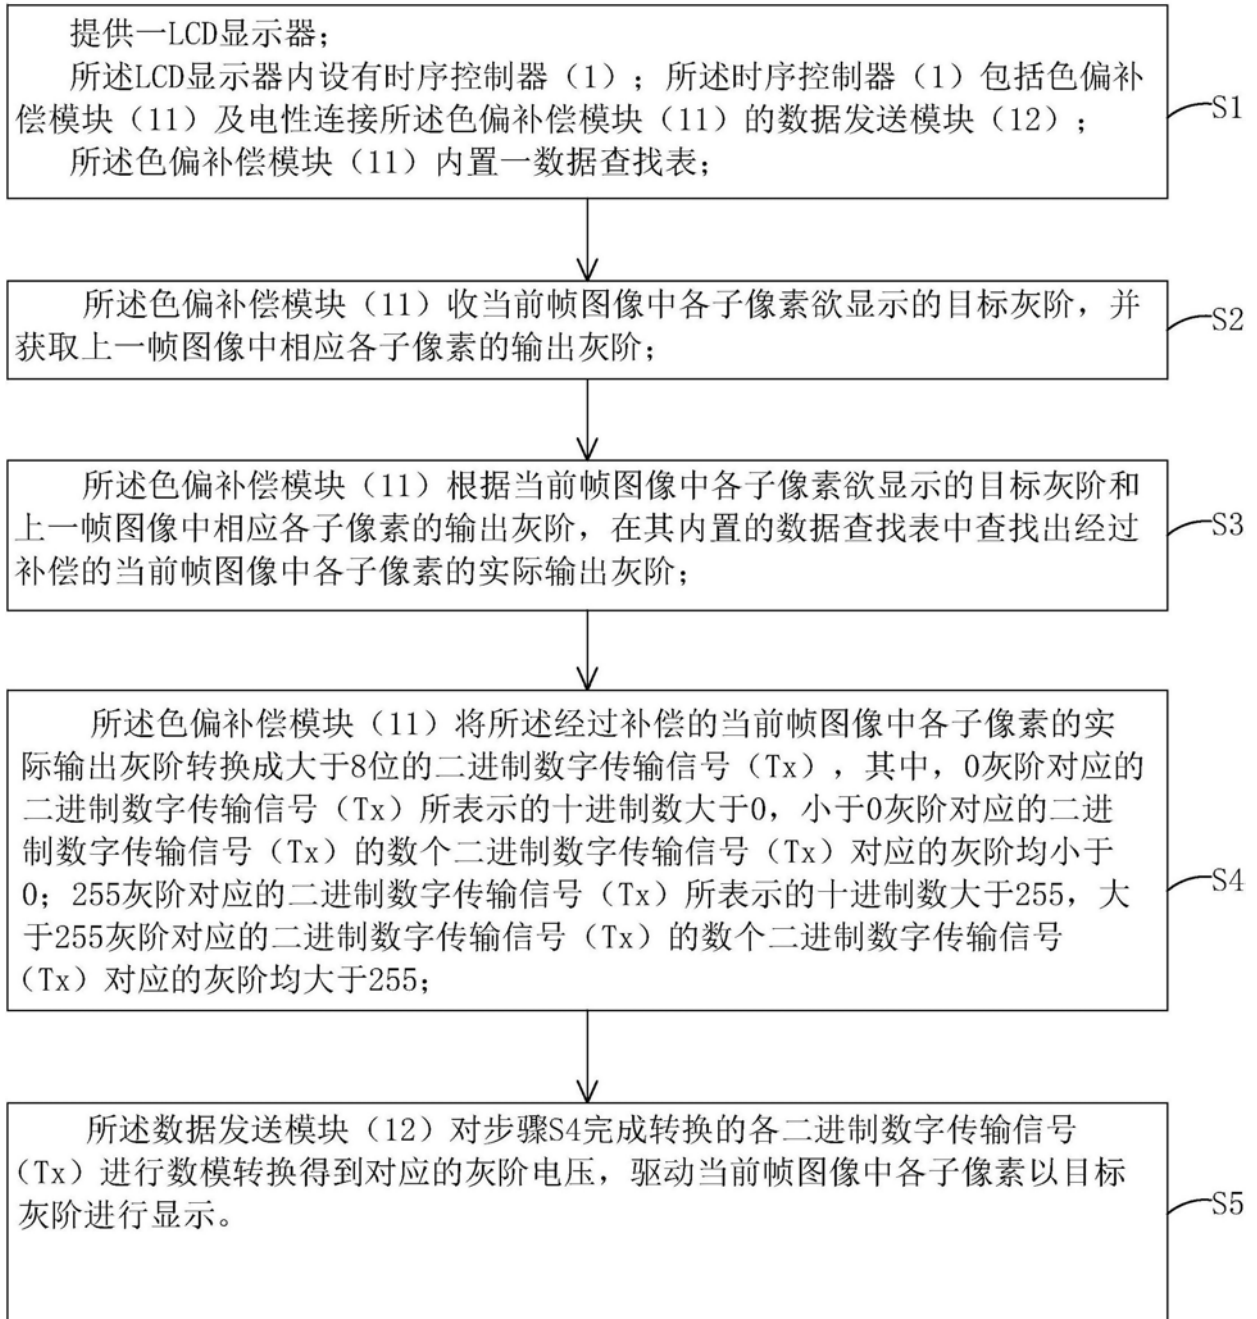 提供一LCD显示器；
所述LCD显示器内设有时序控制器（1）；所述时序控制器（1）包括色偏补
偿模块（11）及电性连接所述色偏补偿模块（11）的数据发送模块（12）；
所述色偏补偿模块（11）内置一数据查找表；
S1
所述色偏补偿模块（11）收当前帧图像中各子像素欲显示的目标灰阶，并
获取上一帧图像中相应各子像素的输出灰阶；
S2
所述色偏补偿模块（11）根据当前帧图像中各子像素欲显示的目标灰阶和
上一帧图像中相应各子像素的输出灰阶，在其内置的数据查找表中查找出经过
补偿的当前帧图像中各子像素的实际输出灰阶；
S3
所述色偏补偿模块（11）将所述经过补偿的当前帧图像中各子像素的实
际输出灰阶转换成大于8位的二进制数字传输信号（Tx），其中，0灰阶对应的
二进制数字传输信号（Tx）所表示的十进制数大于0，小于0灰阶对应的二进
制数字传输信号（Tx）的数个二进制数字传输信号（Tx）对应的灰阶均小于
0；255灰阶对应的二进制数字传输信号（Tx）所表示的十进制数大于255，大
于255灰阶对应的二进制数字传输信号（Tx）的数个二进制数字传输信号
（Tx）对应的灰阶均大于255；
S4
所述数据发送模块（12）对步骤S4完成转换的各二进制数字传输信号
（Tx）进行数模转换得到对应的灰阶电压，驱动当前帧图像中各子像素以目标
灰阶进行显示。
S5